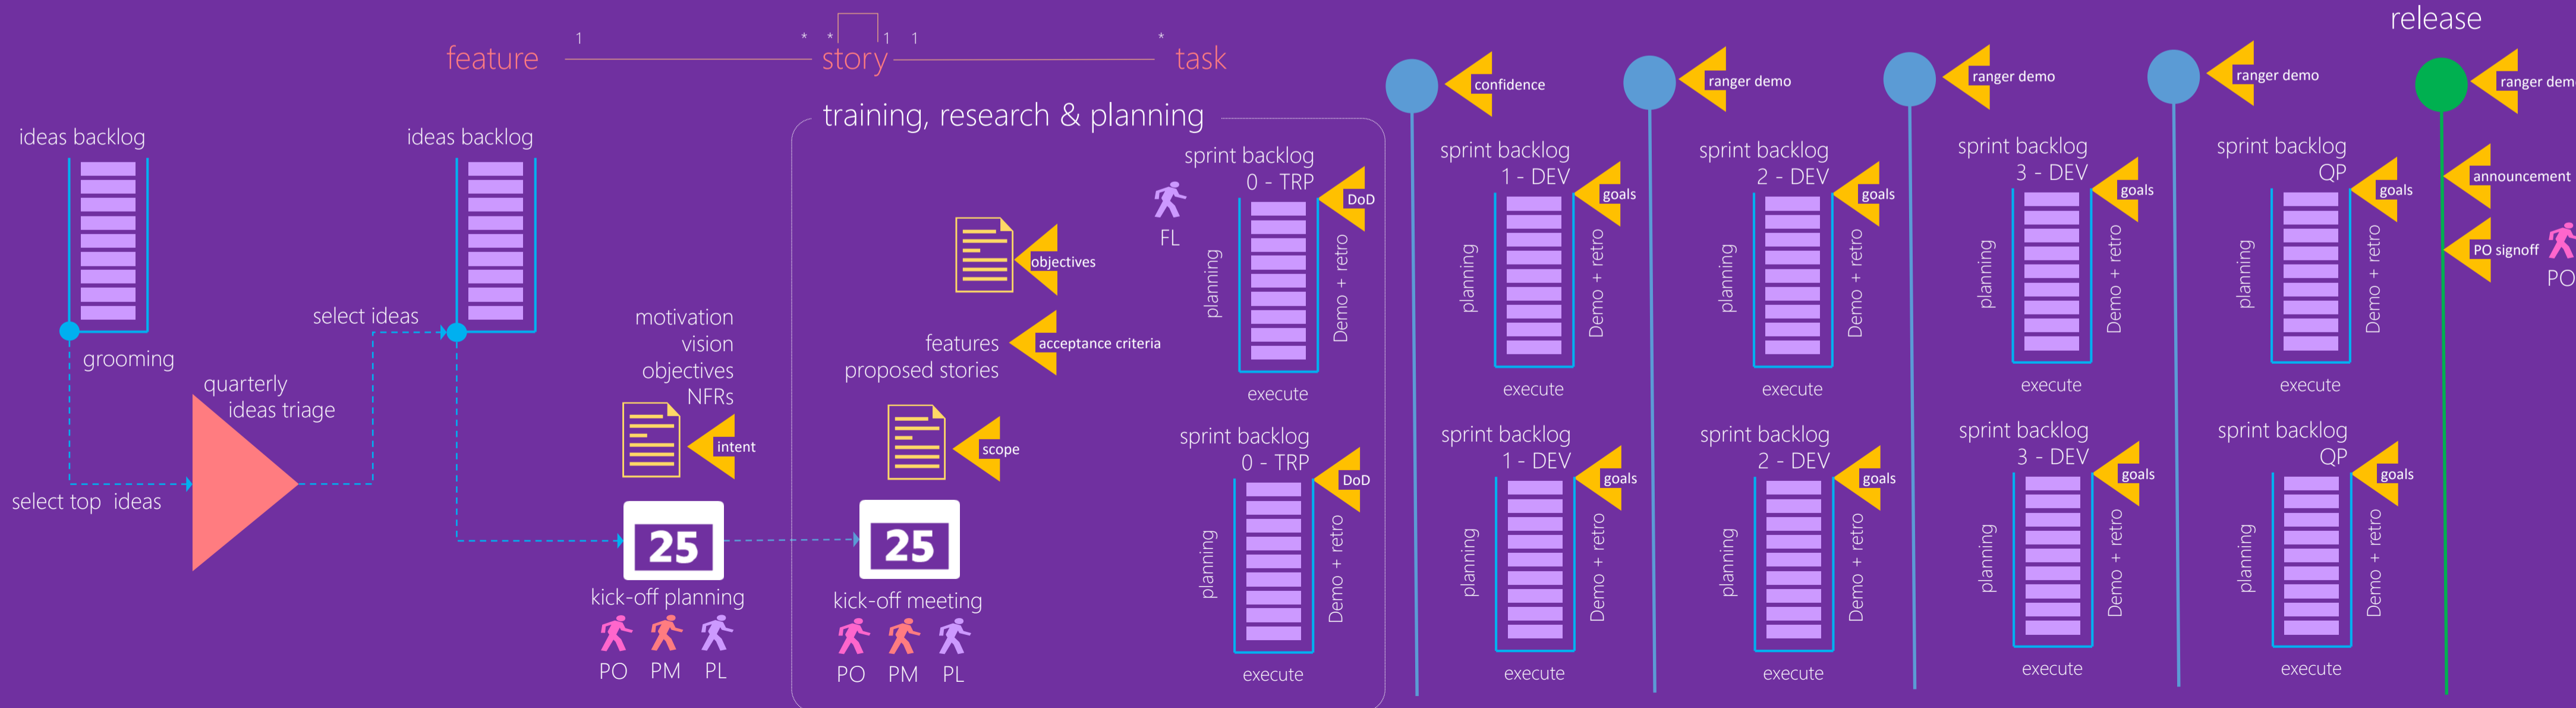 release
feature
1
*
*
story
1
1
*
task
confidence
ranger demo
ranger demo
ranger demo
ranger dem
training, research & planning
ideas backlog
grooming
select top ideas
quarterly
ideas triage
select ideas
ideas backlog
motivation
vision
objectives
NFRs
intent
25
kick-off planning
PO
PM
PL
objectives
features
proposed stories
acceptance criteria
scope
25
kick-off meeting
PO
PM
PL
FL
sprint backlog
0 - TRP
DoD
planning
Demo + retro
execute
sprint backlog
1 - DEV
goals
planning
Demo + retro
execute
sprint backlog
2 - DEV
goals
planning
Demo + retro
execute
sprint backlog
3 - DEV
goals
planning
Demo + retro
execute
sprint backlog
QP
goals
planning
Demo + retro
execute
announcement
PO signoff
PO
sprint backlog
0 - TRP
DoD
planning
Demo + retro
execute
sprint backlog
1 - DEV
goals
planning
Demo + retro
execute
sprint backlog
2 - DEV
goals
planning
Demo + retro
execute
sprint backlog
3 - DEV
goals
planning
Demo + retro
execute
sprint backlog
QP
goals
planning
Demo + retro
execute